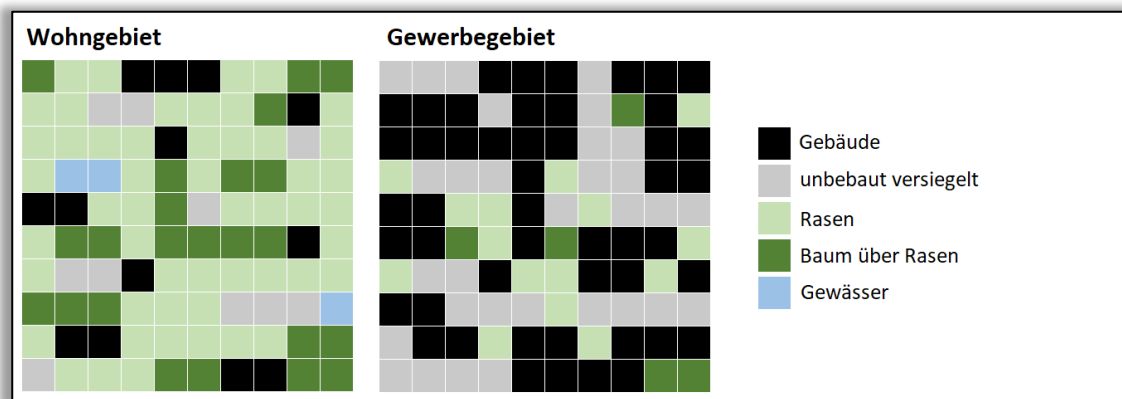 Wohngebiet
Gewerbegebiet
Gebäude
unbebaut versiegelt
Rasen
Baum über Rasen
Gewässer